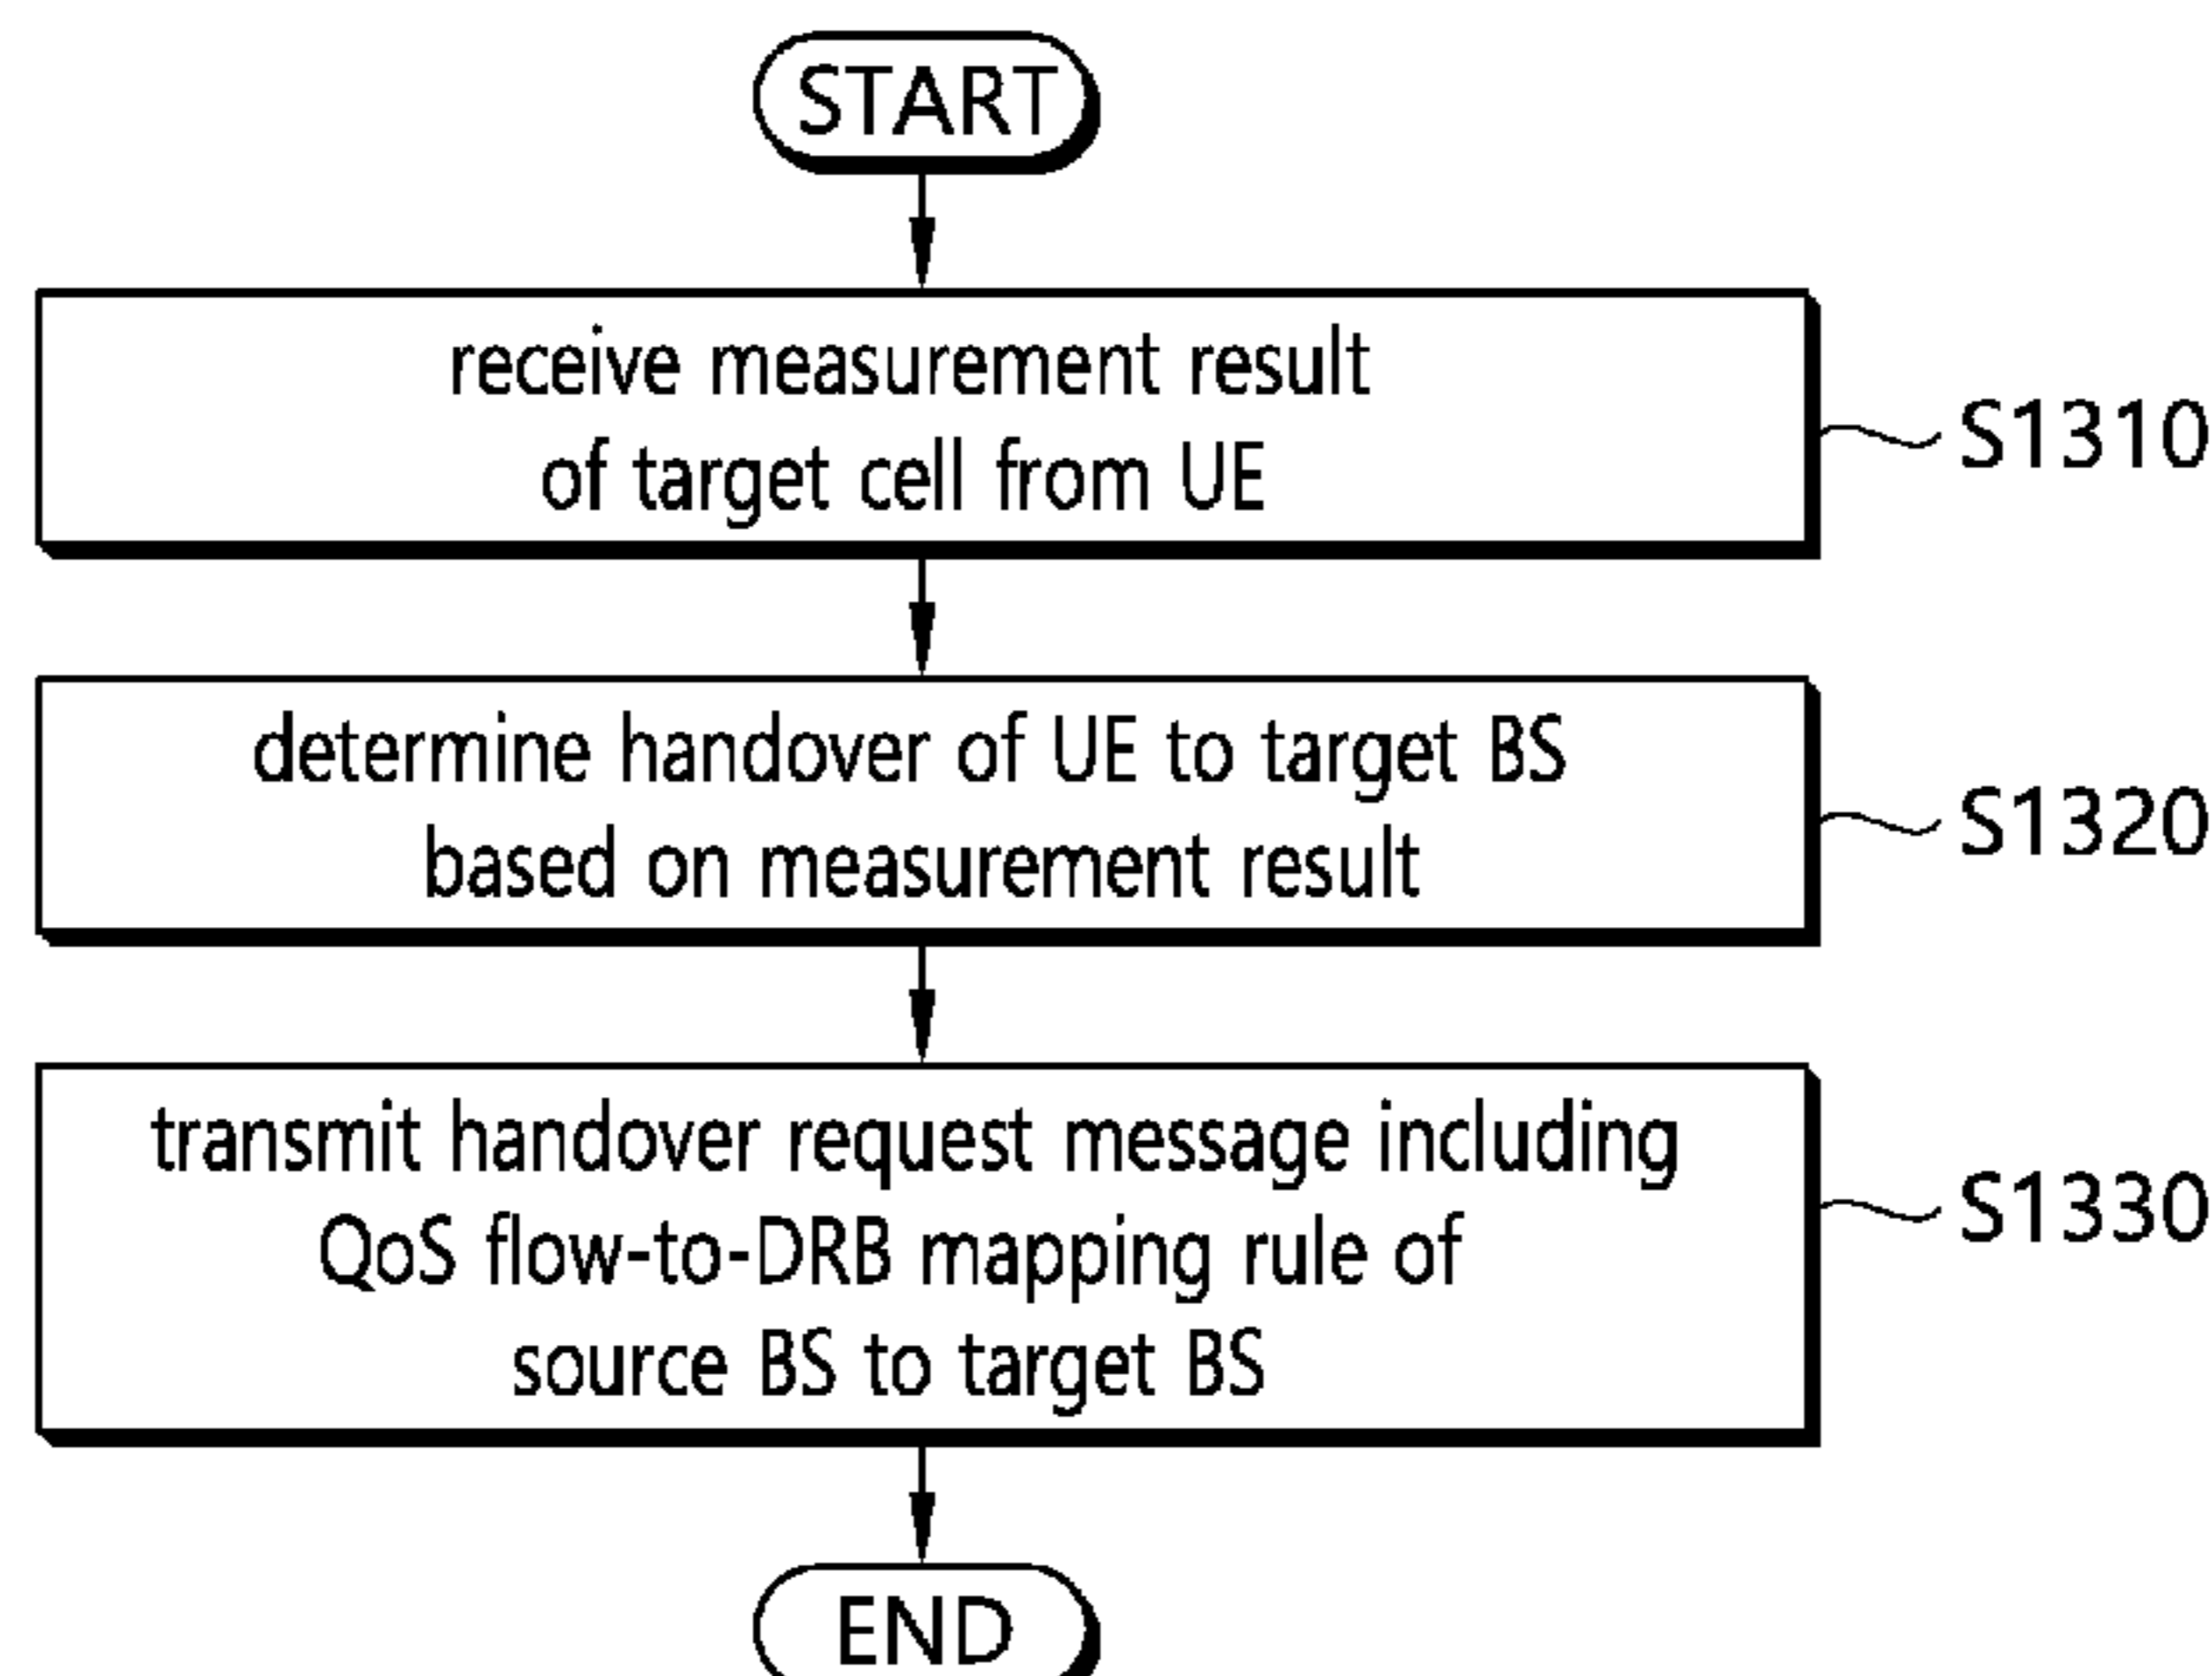 START
receive measurement result
of target cell from UE
S1310
determine handover of UE to target BS
based on measurement result
S1320
transmit handover request message including
QoS flow-to-DRB mapping rule of
source BS to target BS
S1330
END